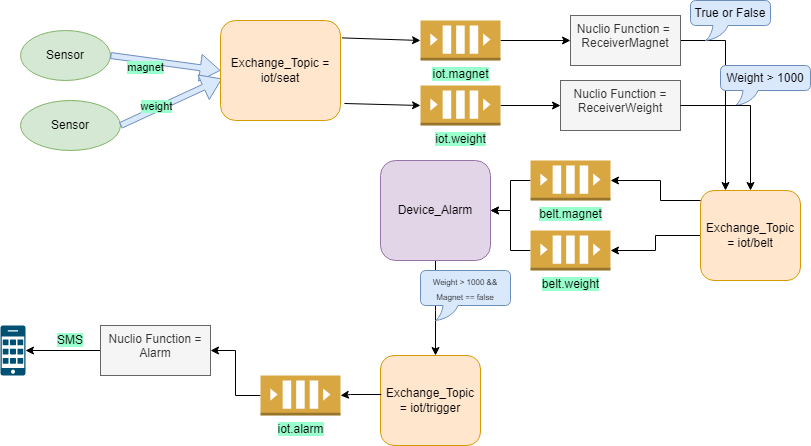 True or False
Sensor
magnet
Exchange_Topic =
iot/seat
iot.magnet
Nuclio Function =
ReceiverMagnet
Weight > 1000
Sensor
weight
iot.weight
Nuclio Function =
ReceiverWeight
Device_Alarm
belt.magnet
Exchange_Topic
= iot/belt
belt.weight
Weight > 1000 &&
Magnet == false
SMS
Nuclio Function =
Alarm
iot.alarm
Exchange_Topic
= iot/trigger